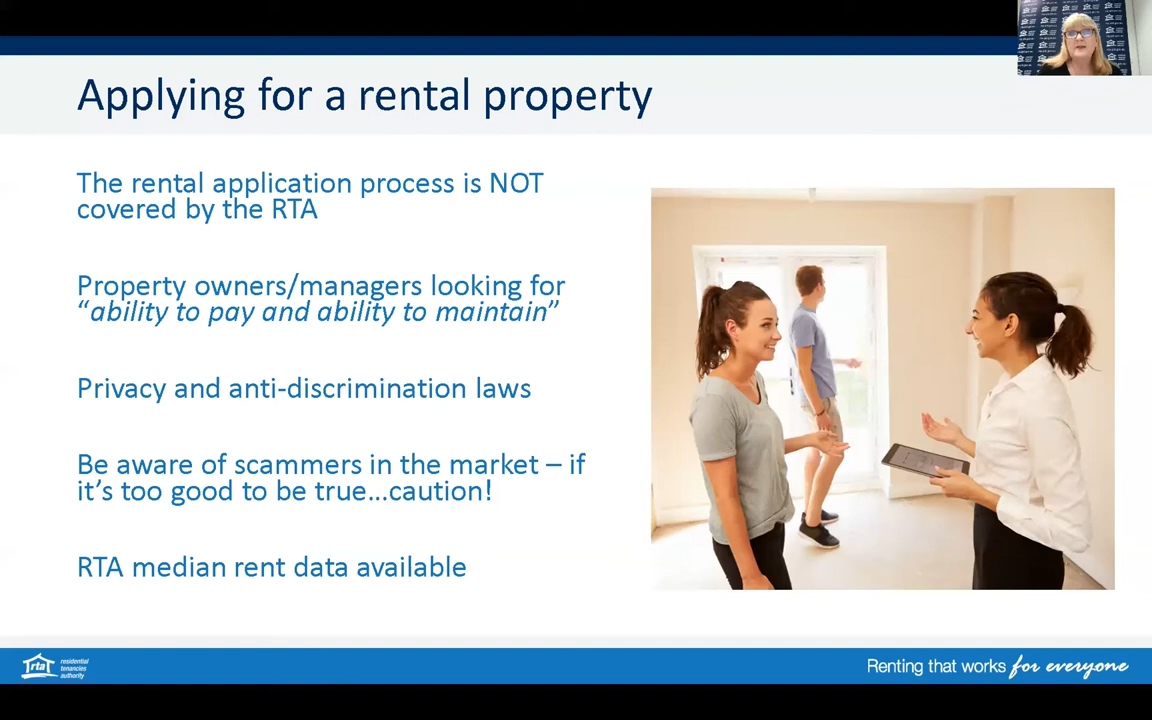 Applying for a rental property
The rental application process is NOT
covered by the RTA
Property owners/managers looking for
“ability to pay and ability to maintain”
Privacy and anti-discrimination laws
Be aware of scammers in the market – if
it’s too good to be true...caution!
RTA median rent data available
rta
residential
tenancies
authority
Renting that works for everyone